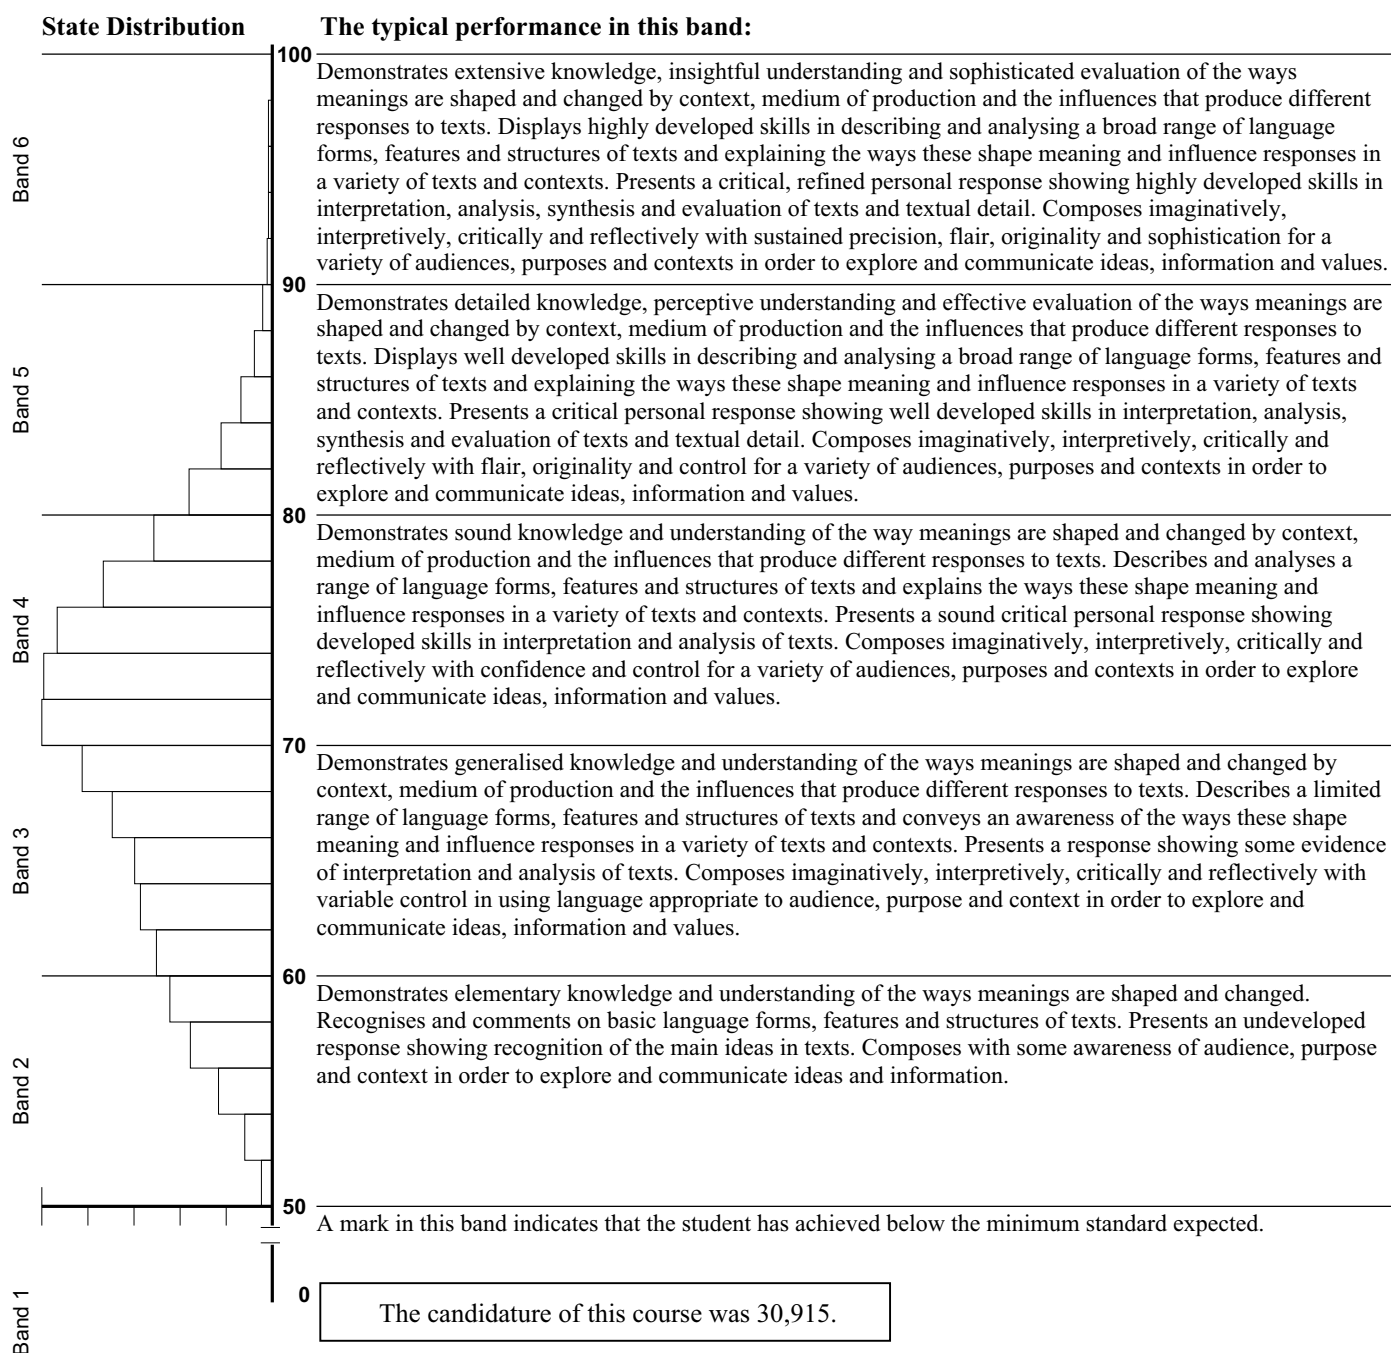 State Distribution
The typical performance in this band:
100
Band 6
Demonstrates extensive knowledge, insightful understanding and sophisticated evaluation of the ways
meanings are shaped and changed by context, medium of production and the influences that produce different
responses to texts. Displays highly developed skills in describing and analysing a broad range of language
forms, features and structures of texts and explaining the ways these shape meaning and influence responses in
a variety of texts and contexts. Presents a critical, refined personal response showing highly developed skills in
interpretation, analysis, synthesis and evaluation of texts and textual detail. Composes imaginatively,
interpretively, critically and reflectively with sustained precision, flair, originality and sophistication for a
variety of audiences, purposes and contexts in order to explore and communicate ideas, information and values.
90
Band 5
Demonstrates detailed knowledge, perceptive understanding and effective evaluation of the ways meanings are
shaped and changed by context, medium of production and the influences that produce different responses to
texts. Displays well developed skills in describing and analysing a broad range of language forms, features and
structures of texts and explaining the ways these shape meaning and influence responses in a variety of texts
and contexts. Presents a critical personal response showing well developed skills in interpretation, analysis,
synthesis and evaluation of texts and textual detail. Composes imaginatively, interpretively, critically and
reflectively with flair, originality and control for a variety of audiences, purposes and contexts in order to
explore and communicate ideas, information and values.
80
Band 4
Demonstrates sound knowledge and understanding of the way meanings are shaped and changed by context,
medium of production and the influences that produce different responses to texts. Describes and analyses a
range of language forms, features and structures of texts and explains the ways these shape meaning and
influence responses in a variety of texts and contexts. Presents a sound critical personal response showing
developed skills in interpretation and analysis of texts. Composes imaginatively, interpretively, critically and
reflectively with confidence and control for a variety of audiences, purposes and contexts in order to explore
and communicate ideas, information and values.
70
Band 3
Demonstrates generalised knowledge and understanding of the ways meanings are shaped and changed by
context, medium of production and the influences that produce different responses to texts. Describes a limited
range of language forms, features and structures of texts and conveys an awareness of the ways these shape
meaning and influence responses in a variety of texts and contexts. Presents a response showing some evidence
of interpretation and analysis of texts. Composes imaginatively, interpretively, critically and reflectively with
variable control in using language appropriate to audience, purpose and context in order to explore and
communicate ideas, information and values.
60
Band 2
Demonstrates elementary knowledge and understanding of the ways meanings are shaped and changed.
Recognises and comments on basic language forms, features and structures of texts. Presents an undeveloped
response showing recognition of the main ideas in texts. Composes with some awareness of audience, purpose
and context in order to explore and communicate ideas and information.
50
Band 1
A mark in this band indicates that the student has achieved below the minimum standard expected.
0
The candidature of this course was 30,915.